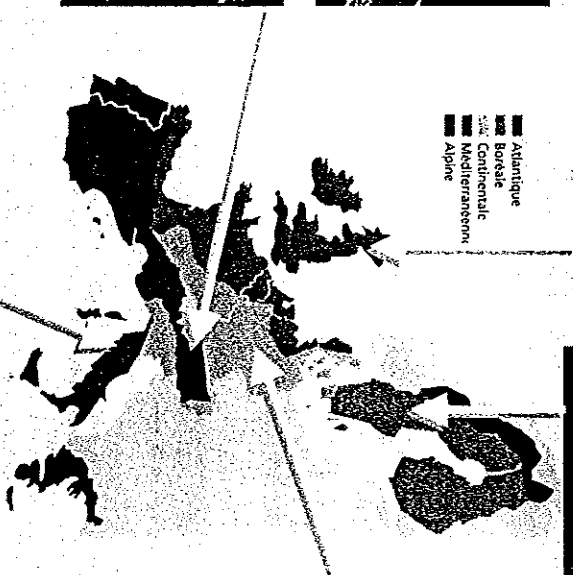 Atlantique
Boréale
Continentale
Méditerranéenne
Alpine